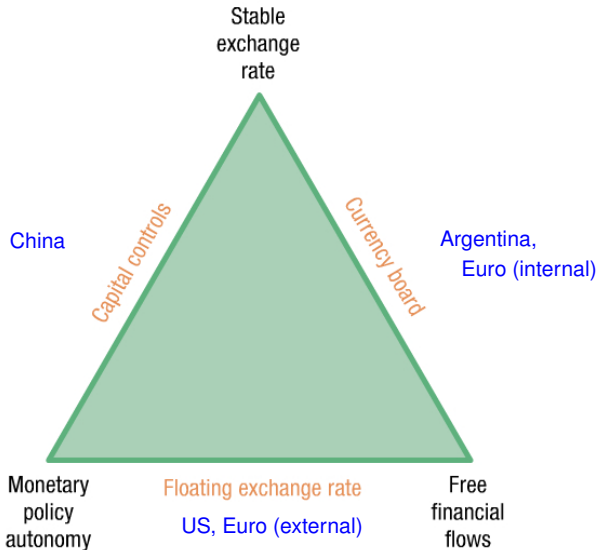 Stable
exchange
rate
Capital controls
Currency board
China
Argentina,
Euro (internal)
Monetary
policy
autonomy
Floating exchange rate
US, Euro (external)
Free
financial
flows